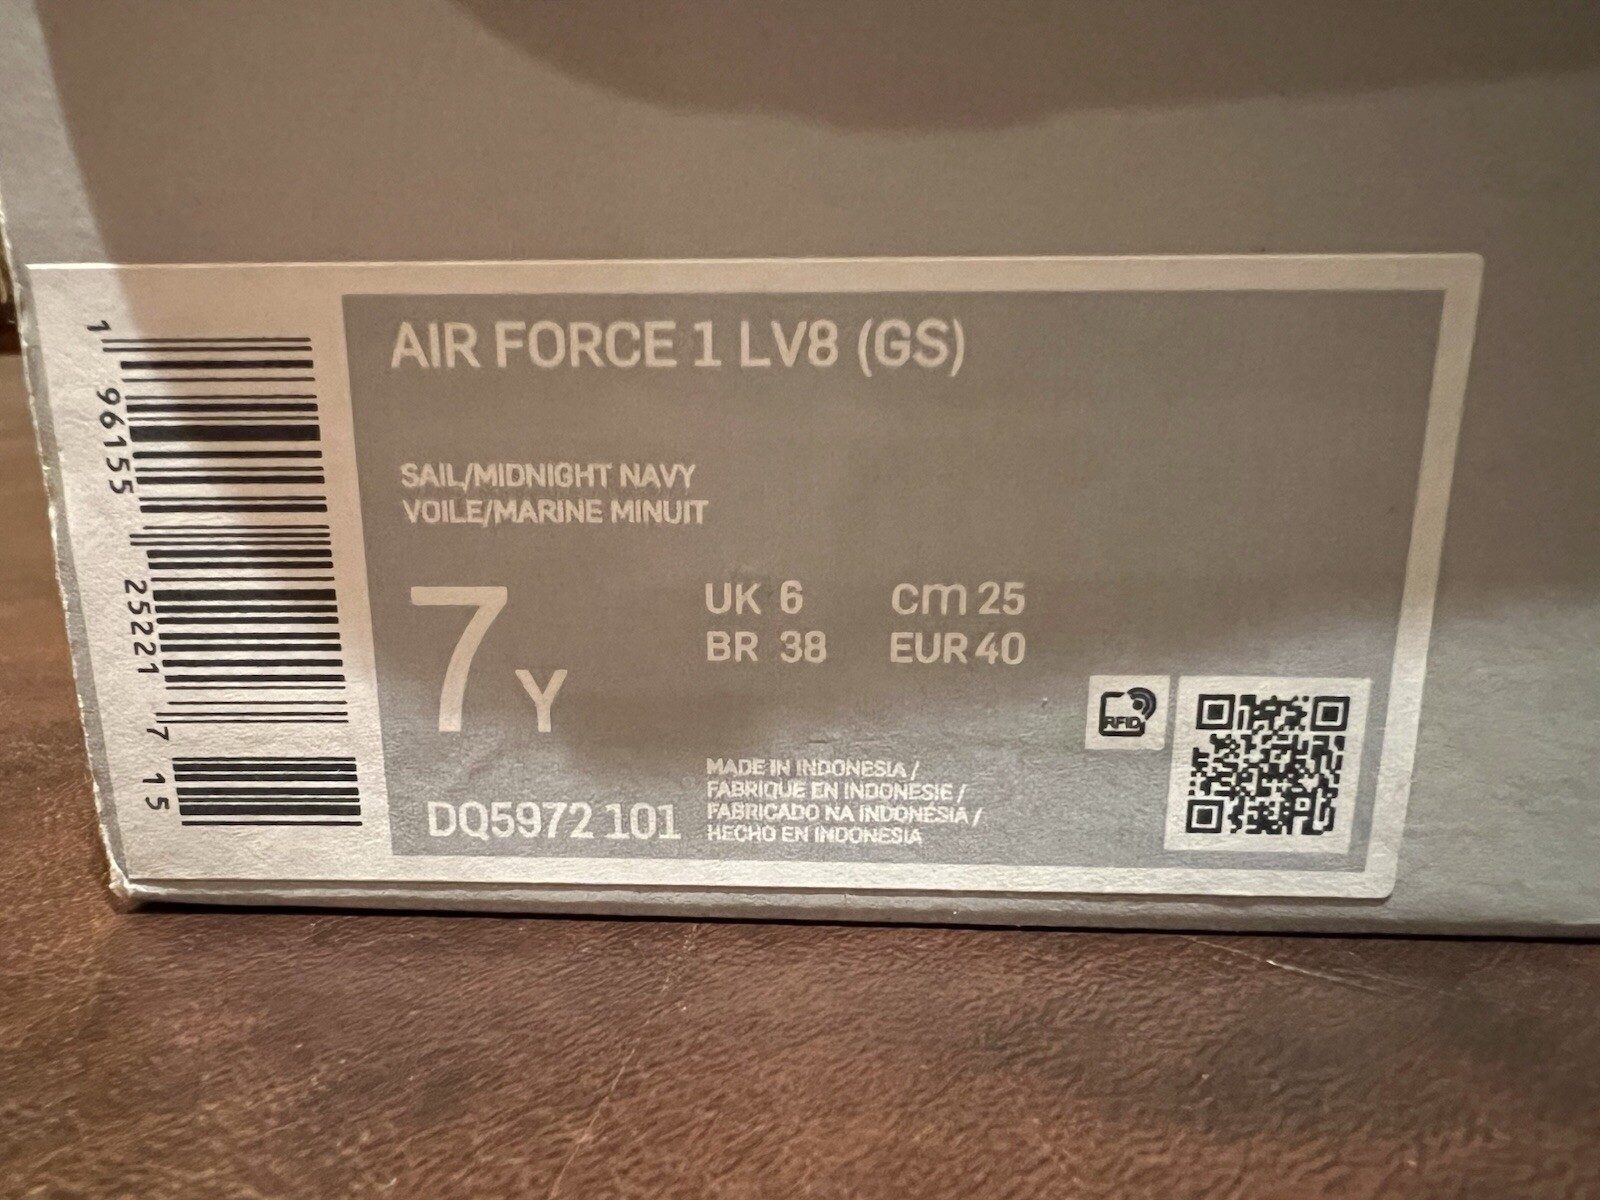 AIR FORCE 1 LV8 (GS)
SAIL/MIDNIGHT NAVY
VOILE/MARINE MINUIT
7Y
UK 6 cm 25
BR 38 EUR 40
RFID
DQ5972 101
MADE IN INDONESIA /
FABRIQUE EN INDONESIE /
FABRICADO NA INDONÉSIA /
HECHO EN INDONESIA
1 96155 25221 7 15